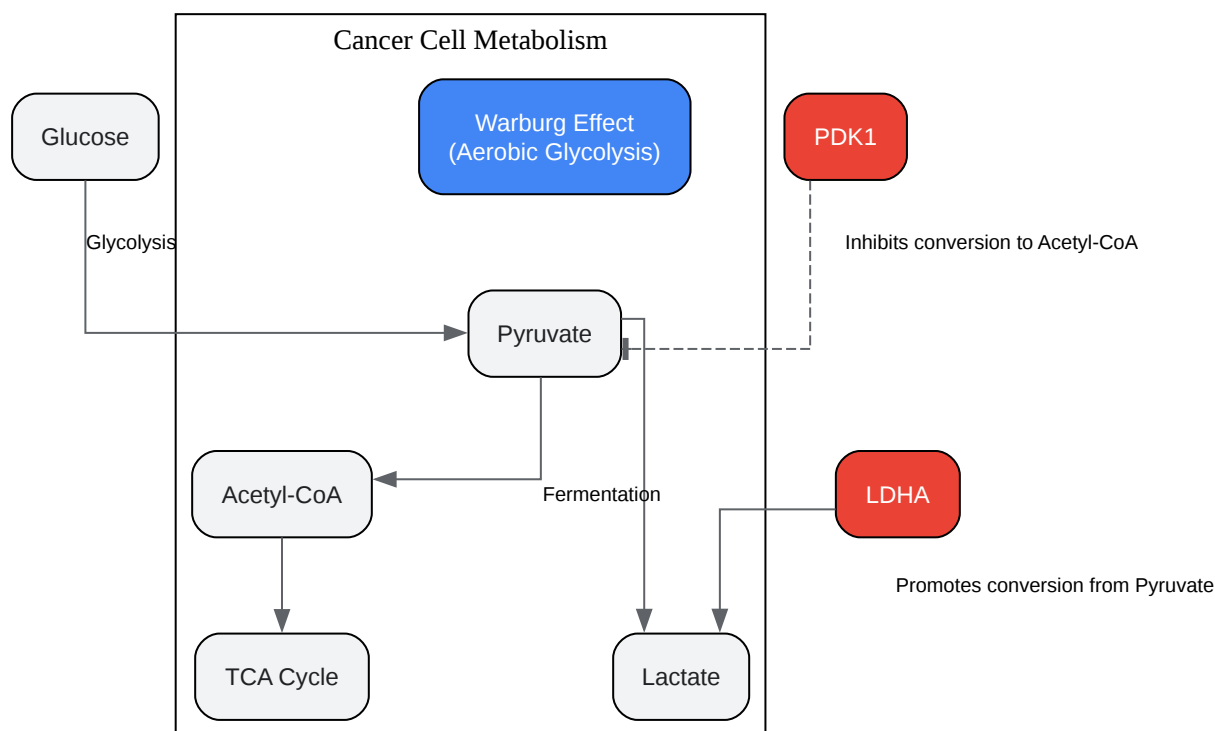 Cancer Cell Metabolism
Glucose
Warburg Effect
(Aerobic Glycolysis)
PDK1
Glycolysis
Inhibits conversion to Acetyl-CoA
Pyruvate
Acetyl-CoA
Fermentation
LDHA
Promotes conversion from Pyruvate
TCA Cycle
Lactate